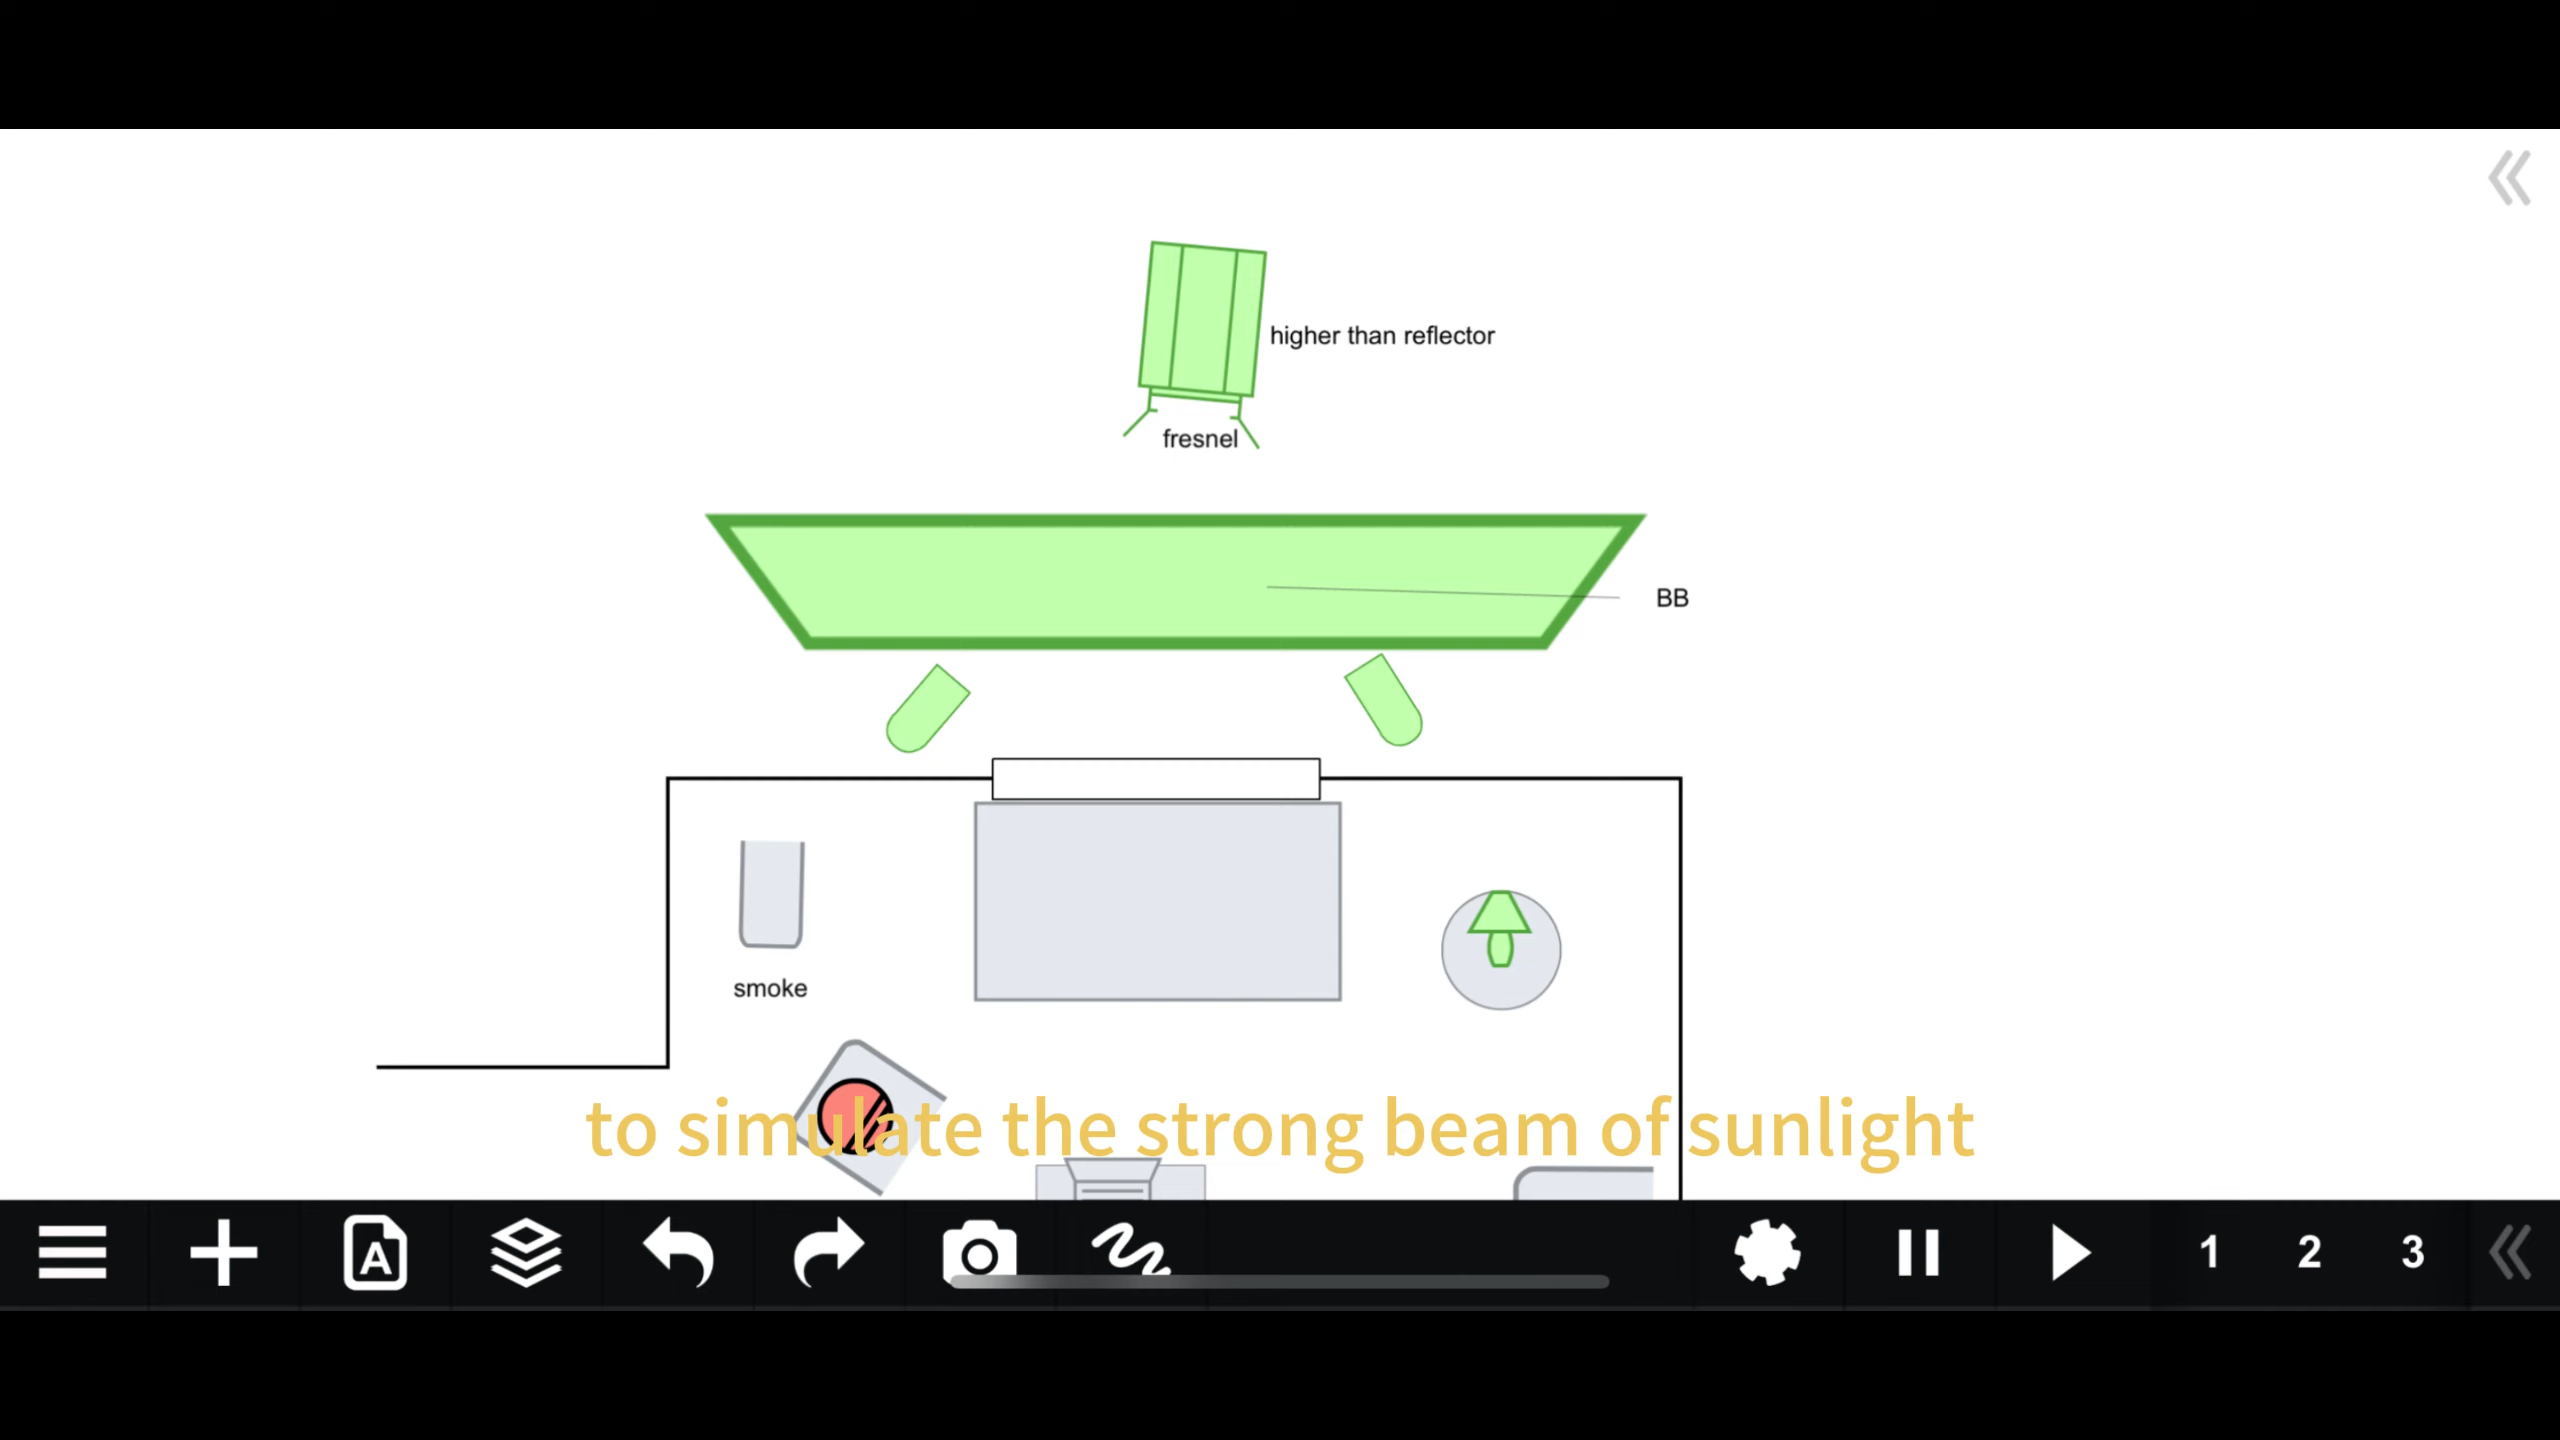 higher than reflector
fresnel
BB
smoke
to simulate the strong beam of sunlight
A
1 2 3